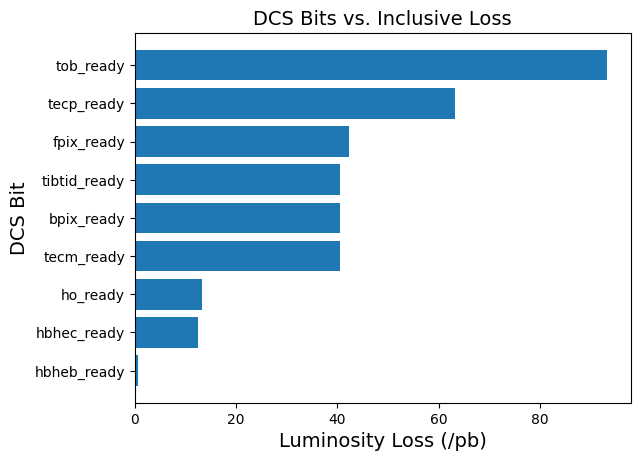 DCS Bits vs. Inclusive Loss
DCS Bit
tob_ready
tecp_ready
fpix_ready
tibtid_ready
bpix_ready
tecm_ready
ho_ready
hbhec_ready
hbheb_ready
0 20 40 60 80
Luminosity Loss (/pb)